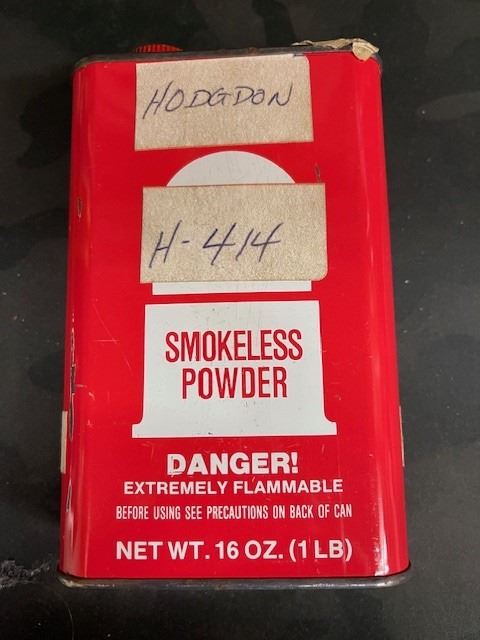 HODGDON
H-414
SMOKELESS
POWDER
DANGER!
EXTREMELY FLAMMABLE
BEFORE USING SEE PRECAUTIONS ON BACK OF CAN
NET WT. 16 OZ. (1 LB)